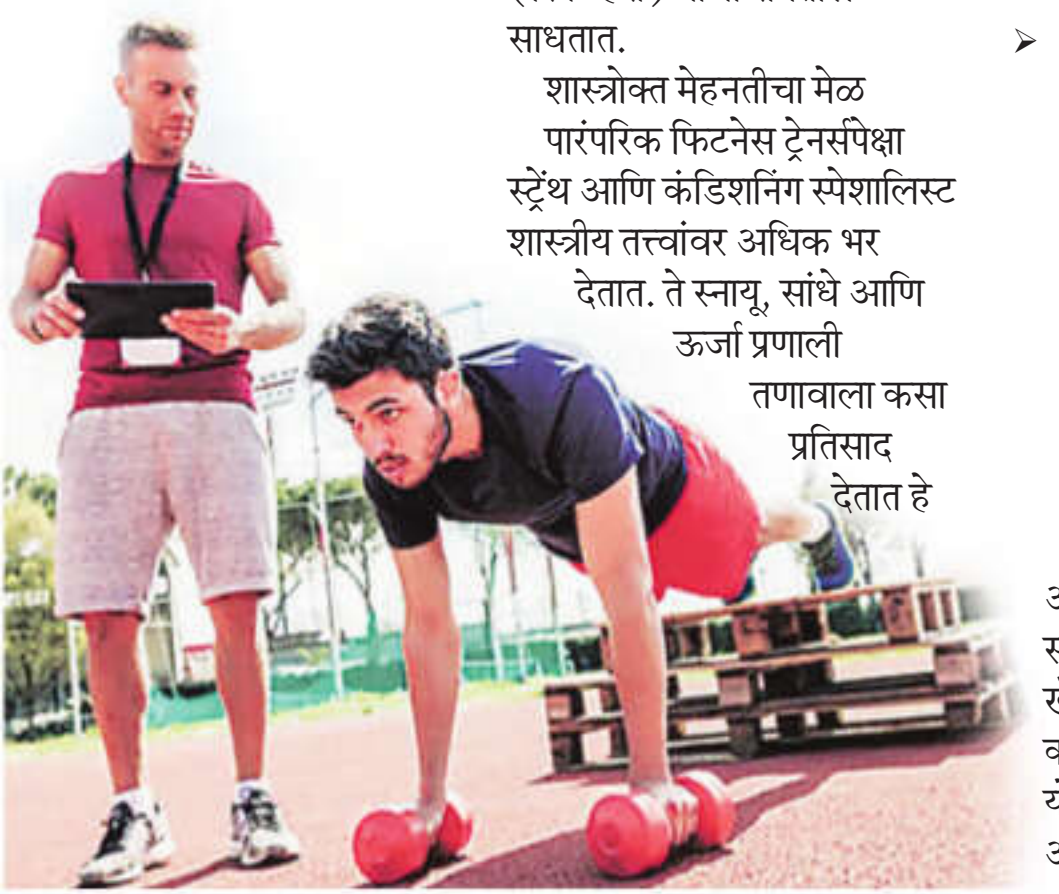 साधतात.
शास्त्रोक्त मेहनतीचा मेळ
पारंपरिक फिटनेस ट्रेनर्सपेक्षा
स्ट्रेंथ आणि कंडिशनिंग स्पेशालिस्ट
शास्त्रीय तत्त्वांवर अधिक भर
देतात. ते स्नायू, सांधे आणि
ऊर्जा प्रणाली
तणावाला कसा
प्रतिसाद
देतात हे
➢